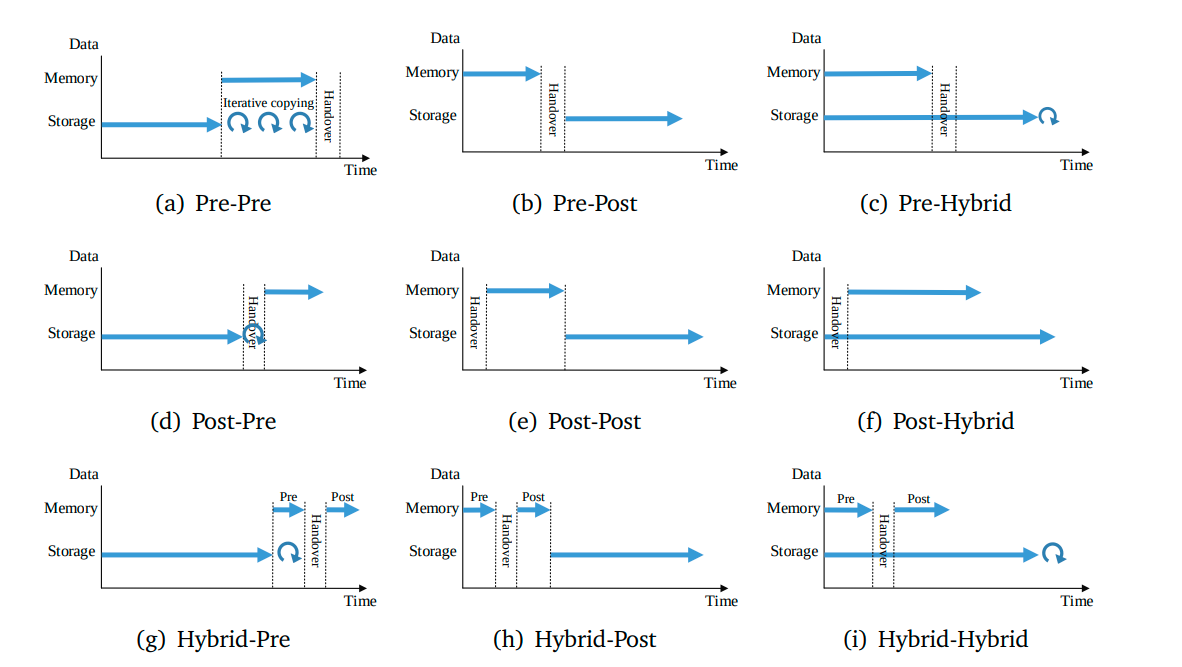 Data
Memory
Iterative copying
Handover
Storage
Time
(a) Pre-Pre
Data
Memory
Handover
Storage
Time
(b) Pre-Post
Data
Memory
Handover
Storage
Time
(c) Pre-Hybrid
Data
Memory
Handover
Storage
Time
(d) Post-Pre
Data
Memory
Handover
Storage
Time
(e) Post-Post
Data
Memory
Handover
Storage
Time
(f) Post-Hybrid
Data
Pre Post
Memory
Handover
Storage
Time
(g) Hybrid-Pre
Data
Pre Post
Memory
Handover
Storage
Time
(h) Hybrid-Post
Data
Pre Post
Memory
Handover
Storage
Time
(i) Hybrid-Hybrid